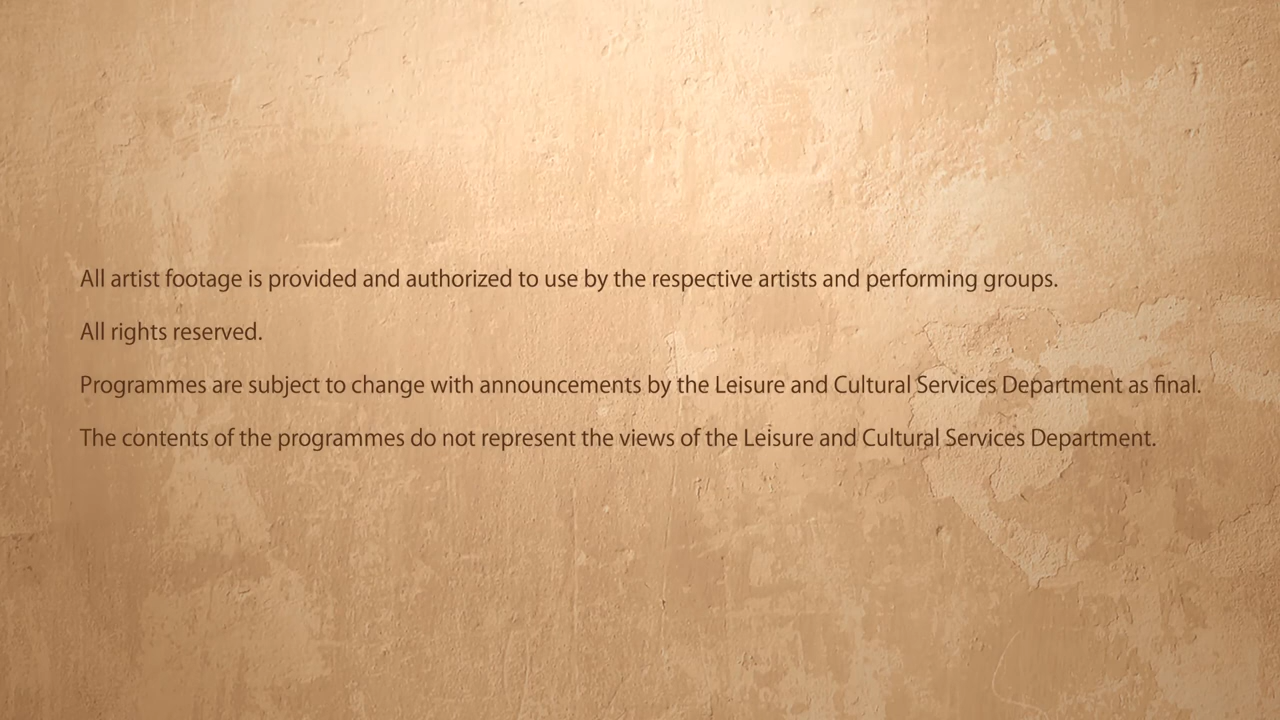 All artist footage is provided and authorized to use by the respective artists and performing groups.
All rights reserved.
Programmes are subject to change with announcements by the Leisure and Cultural Services Department as final.
The contents of the programmes do not represent the views of the Leisure and Cultural Services Department.